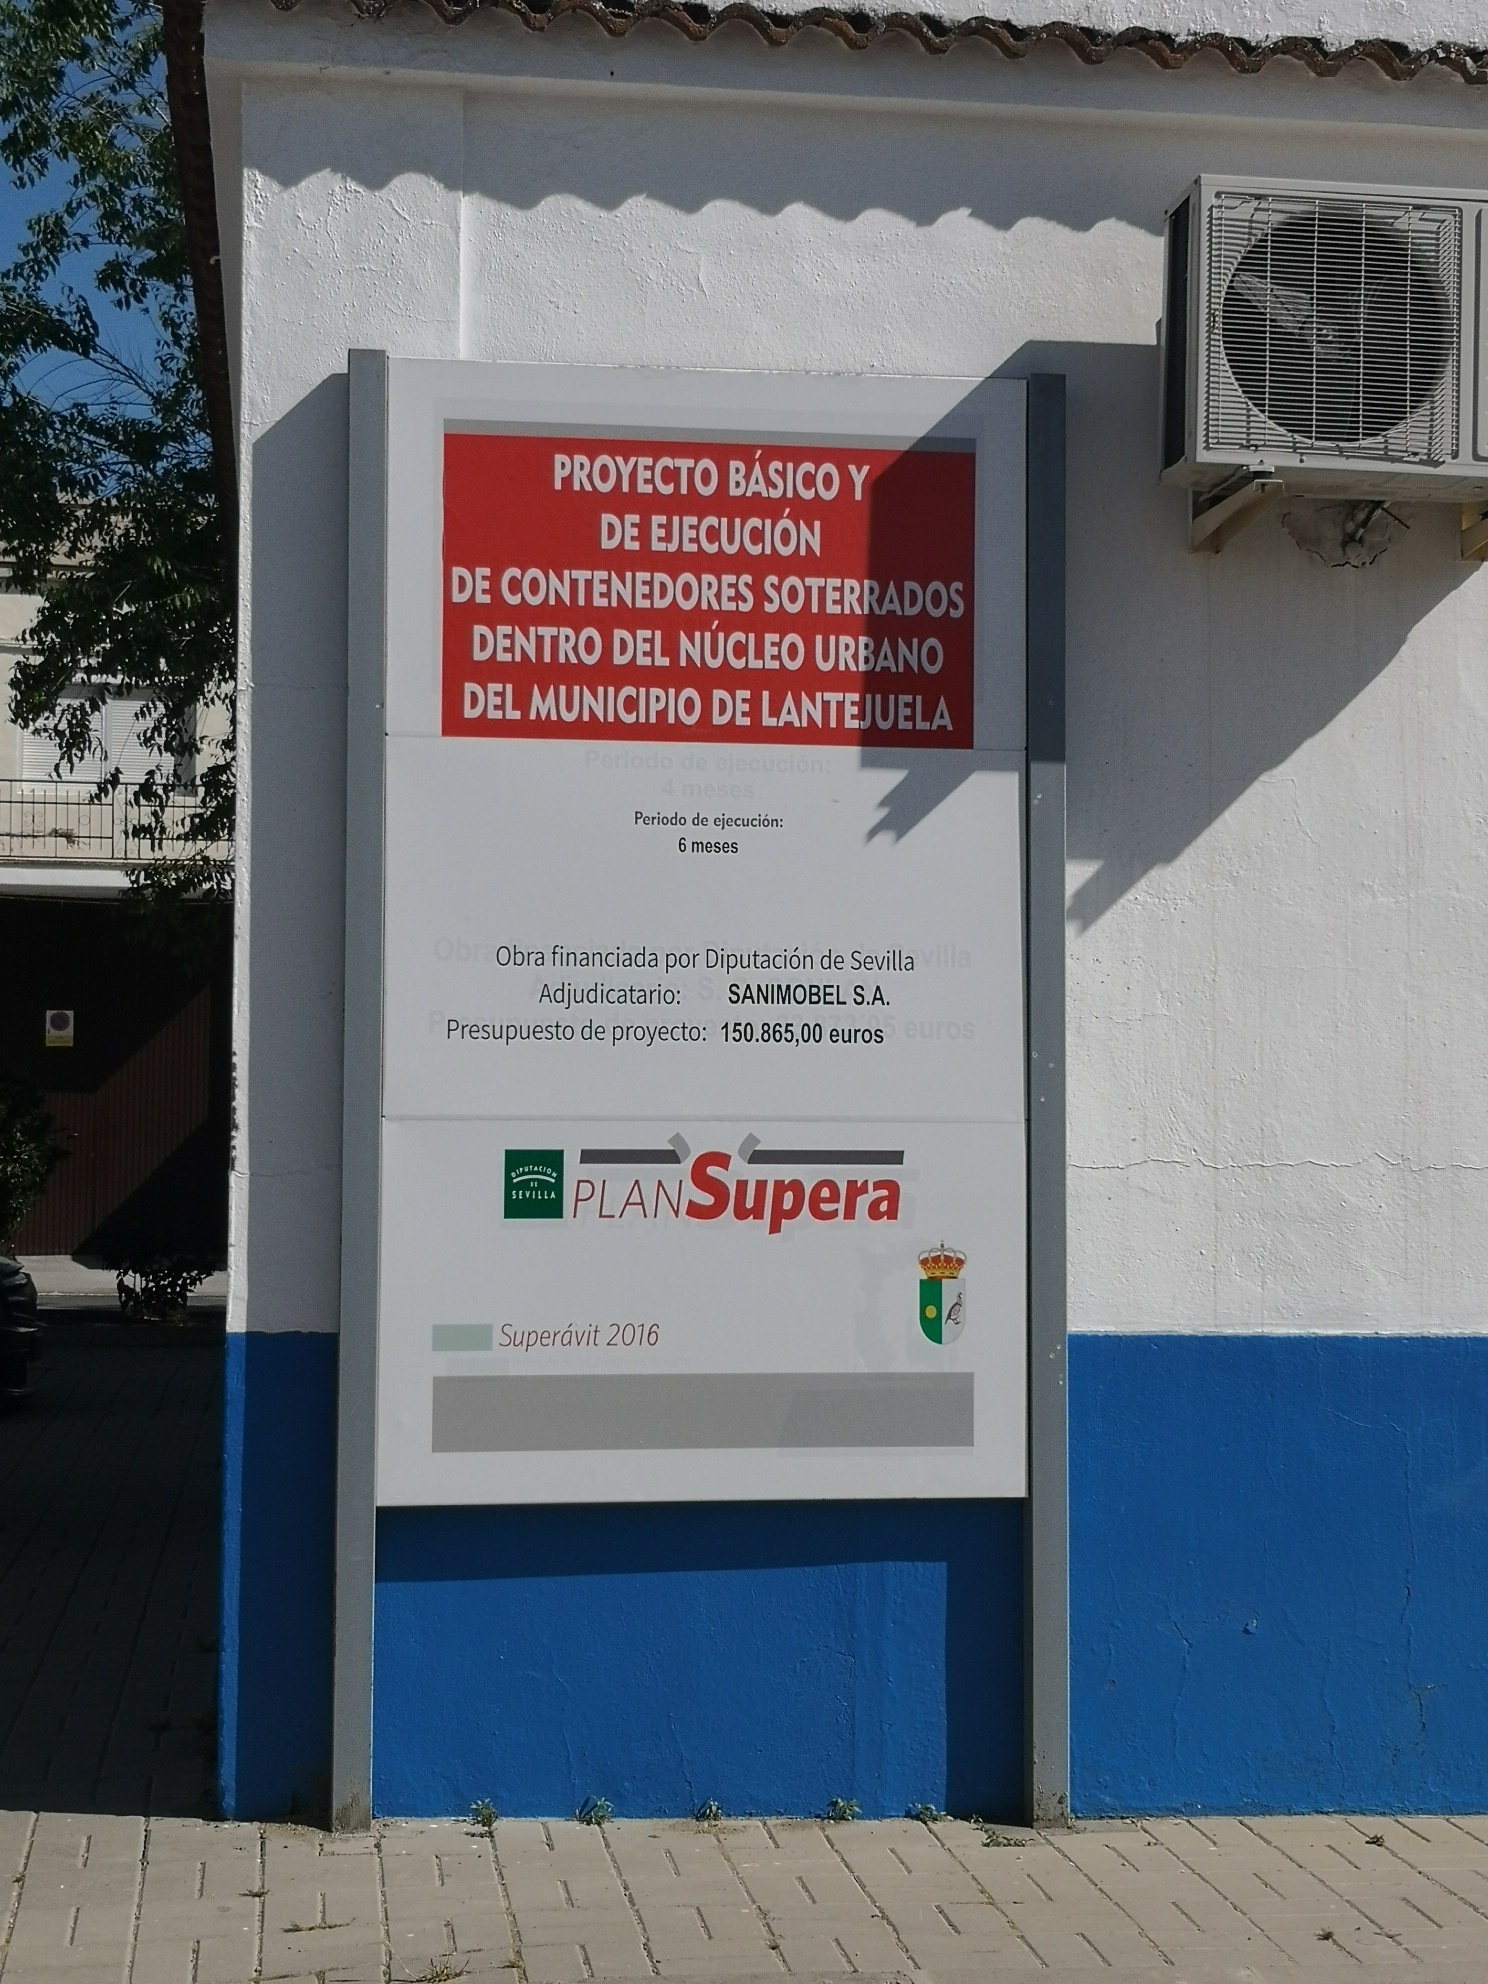 PROYECTO BÁSICO Y
DE EJECUCIÓN
DE CONTENEDORES SOTERRADOS
DENTRO DEL NÚCLEO URBANO
DEL MUNICIPIO DE LANTEJUELA
Periodo de ejecución:
4 meses
Periodo de ejecución:
6 meses
Obra financiada por Diputación de Sevilla
Adjudicatario: SANIMOBEL S.A.
Presupuesto de proyecto: 150.865,00 euros
DIPUTACION
DE
SEVILLA
PLAN Supera
Superávit 2016